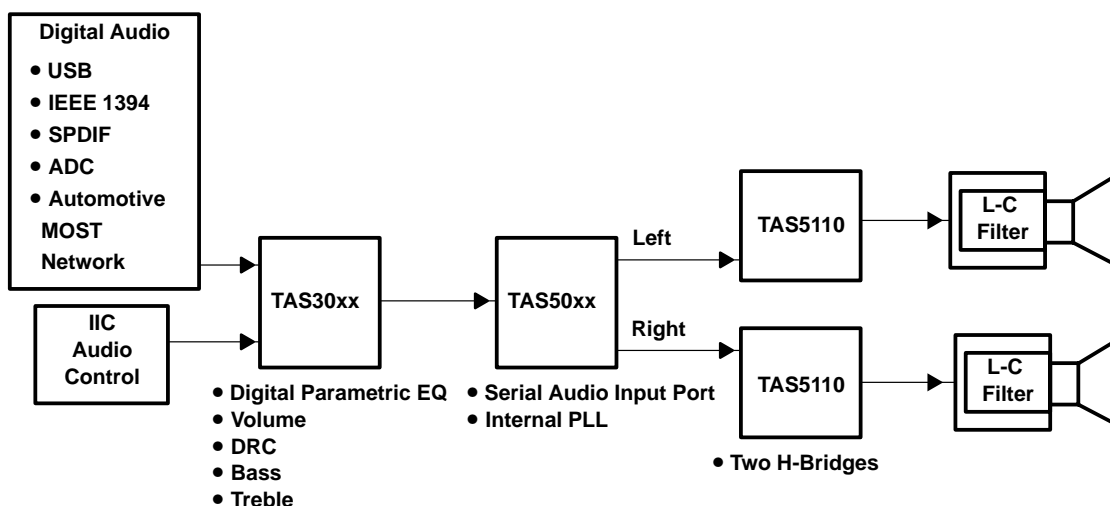 Digital Audio
• USB
• IEEE 1394
• SPDIF
• ADC
• Automotive
MOST
Network
IIC
Audio
Control
TAS30xx
• Digital Parametric EQ
• Volume
• DRC
• Bass
• Treble
TAS50xx
• Serial Audio Input Port
• Internal PLL
Left
Right
TAS5110
L-C
Filter
TAS5110
L-C
Filter
• Two H-Bridges